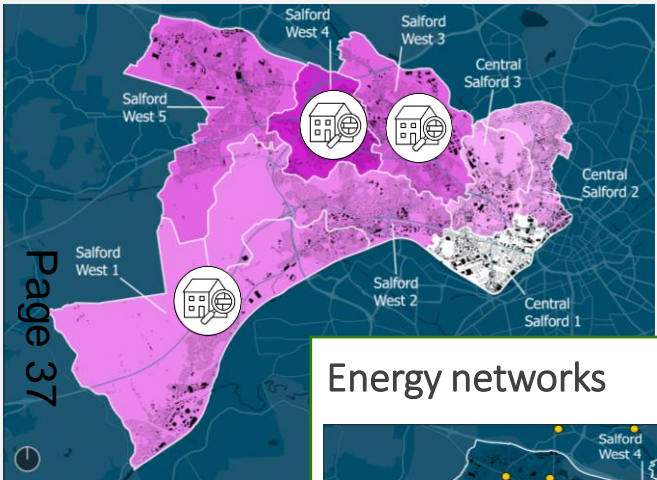 Salford
West 4
Salford
West 3
Central
Salford 3
Salford
West 5
Central
Salford 2
Salford
West 1
Page 37
Salford
West 2
Central
Salford 1
Energy networks
Salford
West 4